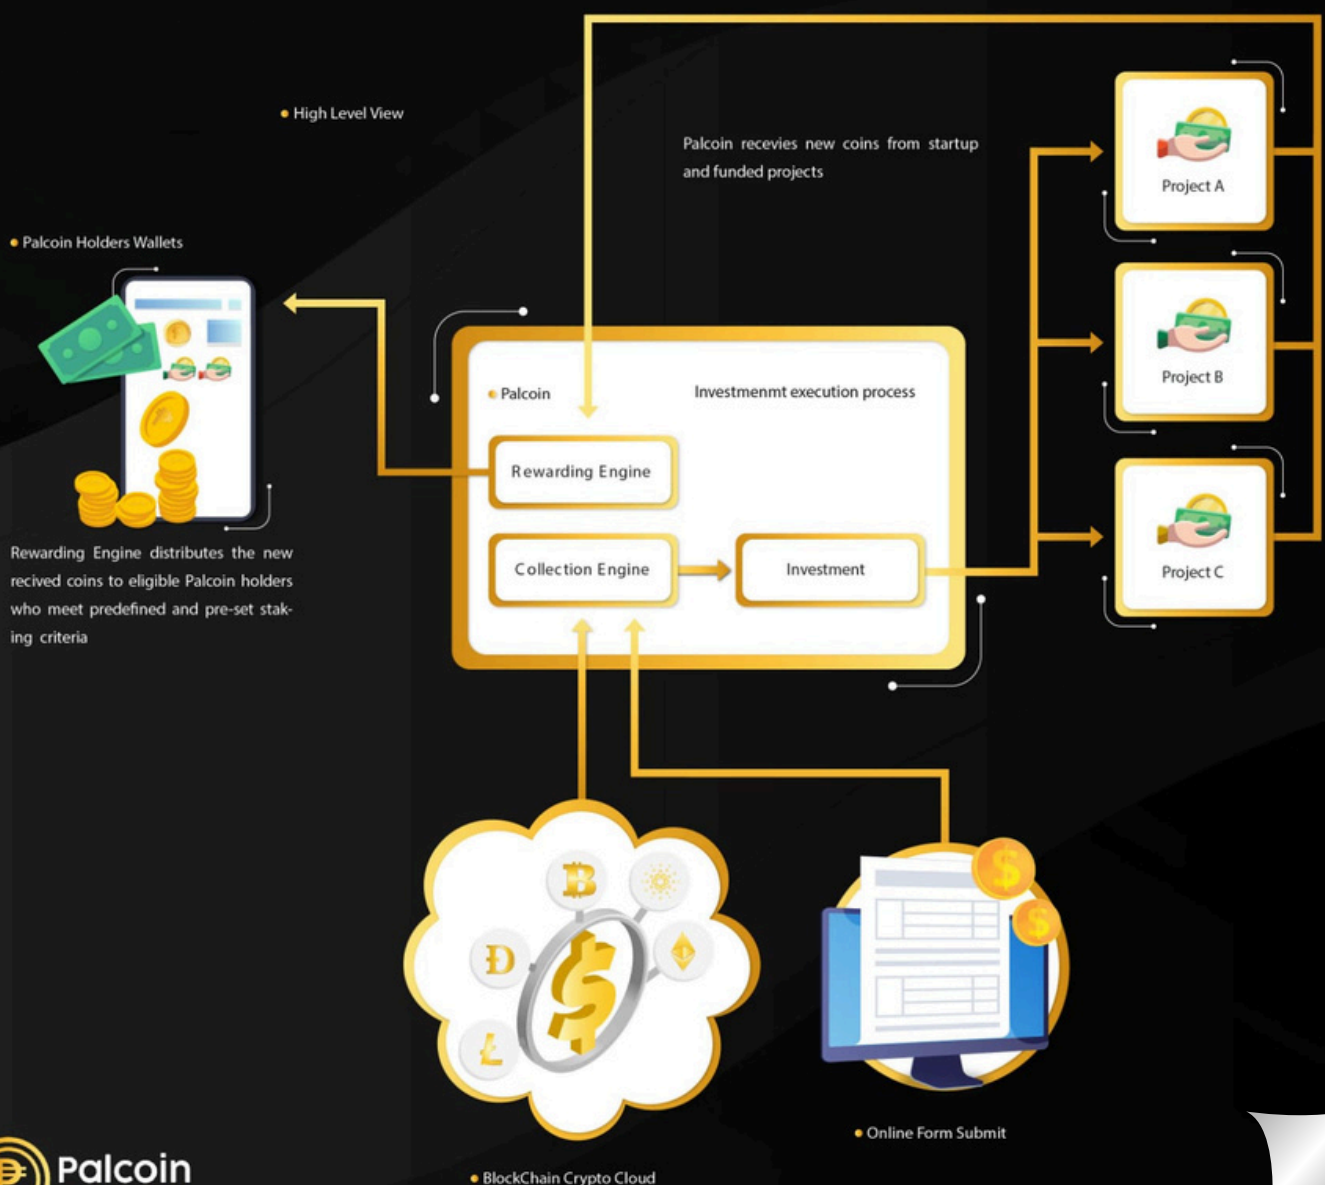 High Level View
Palcoin recevies new coins from startup
and funded projects
Project A
Palcoin Holders Wallets
Project B
Palcoin
Investmenmt execution process
Rewarding Engine
Collection Engine
Investment
Project C
Rewarding Engine distributes the new
recived coins to eligible Palcoin holders
who meet predefined and pre-set stak-
ing criteria
Online Form Submit
Palcoin
BlockChain Crypto Cloud